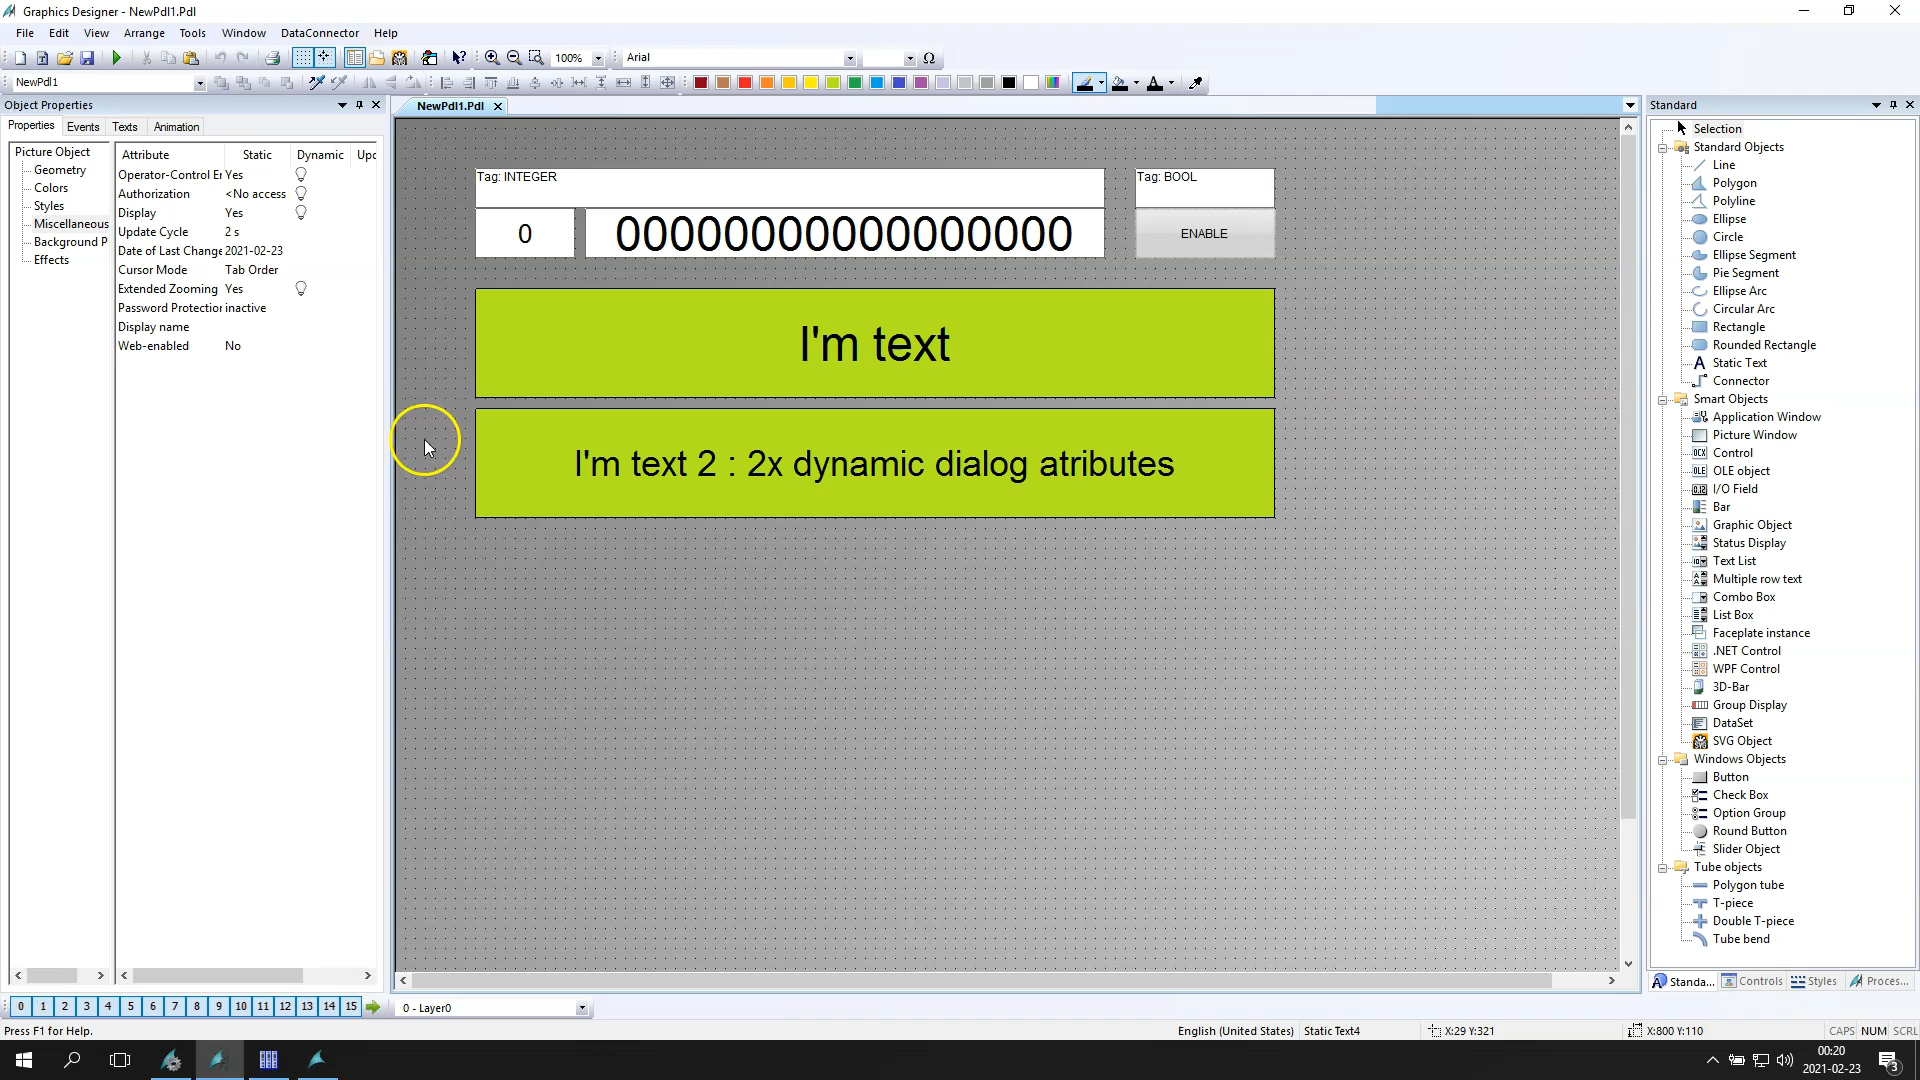 Graphics Designer - NewPdl1.Pdl
File Edit View Arrange Tools Window DataConnector Help
100% Arial Ω
NewPdl1
Object Properties
NewPdl1.Pdl
Standard
Properties Events Texts Animation
Picture Object
Geometry
Colors
Styles
Miscellaneous
Background P
Effects
Attribute Static Dynamic Upc
Operator-Control Er Yes
Authorization <No access
Display Yes
Update Cycle 2 s
Date of Last Change 2021-02-23
Cursor Mode Tab Order
Extended Zooming Yes
Password Protection inactive
Display name
Web-enabled No
Tag: INTEGER
Tag: BOOL
0
00000000000000000
ENABLE
I'm text
I'm text 2 : 2x dynamic dialog atributes
Selection
Standard Objects
Line
Polygon
Polyline
Ellipse
Circle
Ellipse Segment
Pie Segment
Ellipse Arc
Circular Arc
Rectangle
Rounded Rectangle
Static Text
Connector
Smart Objects
Application Window
Picture Window
Control
OLE object
I/O Field
Bar
Graphic Object
Status Display
Text List
Multiple row text
Combo Box
List Box
Faceplate instance
.NET Control
WPF Control
3D-Bar
Group Display
DataSet
SVG Object
Windows Objects
Button
Check Box
Option Group
Round Button
Slider Object
Tube objects
Polygon tube
T-piece
Double T-piece
Tube bend
Standa... Controls Styles Proces...
0 1 2 3 4 5 6 7 8 9 10 11 12 13 14 15
0 - Layer0
Press F1 for Help.
English (United States) Static Text4 X:29 Y:321 X:800 Y:110 CAPS NUM SCRL
00:20
2021-02-23
3